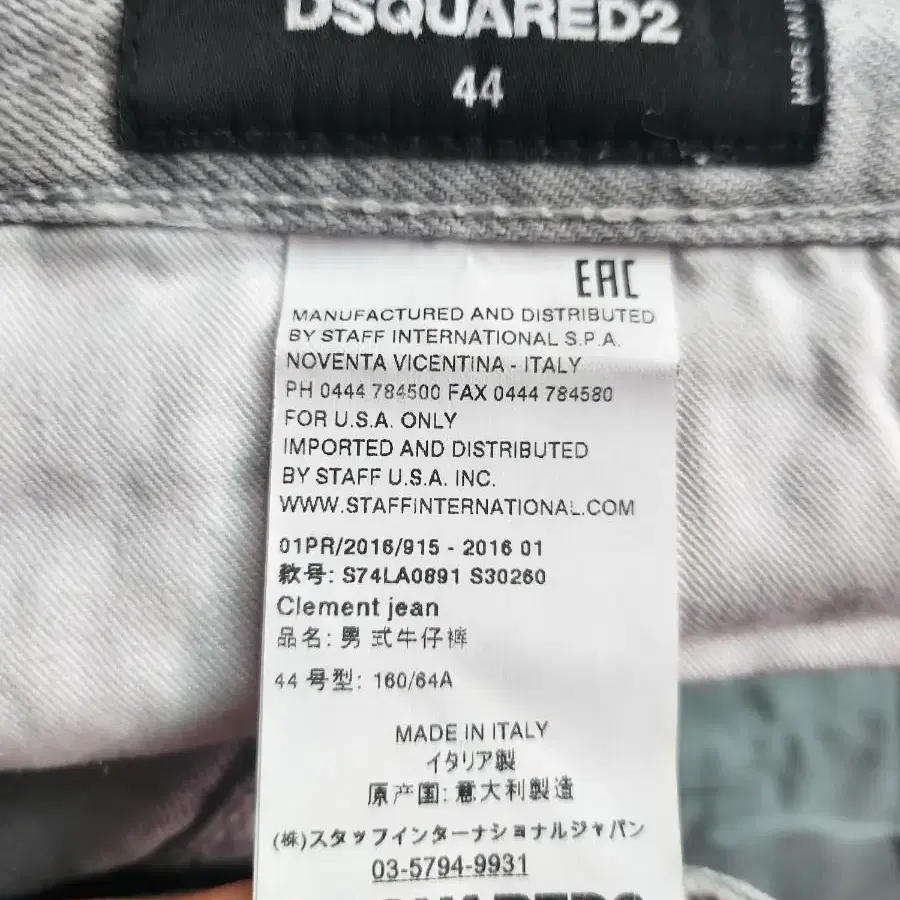 DSQUARED2
44
MADE IN
EAC
MANUFACTURED AND DISTRIBUTED
BY STAFF INTERNATIONAL S.P.A.
NOVENTA VICENTINA - ITALY
PH 0444 784500 FAX 0444 784580
FOR U.S.A. ONLY
IMPORTED AND DISTRIBUTED
BY STAFF U.S.A. INC.
WWW.STAFFINTERNATIONAL.COM
01PR/2016/915 - 2016 01
款号: S74LA0891 S30260
Clement jean
品名: 男 式牛仔裤
44 号型: 160/64A
MADE IN ITALY
イタリア製
原产国: 意大利製造
(株)スタッフインターナショナルジャパン
03-5794-9931